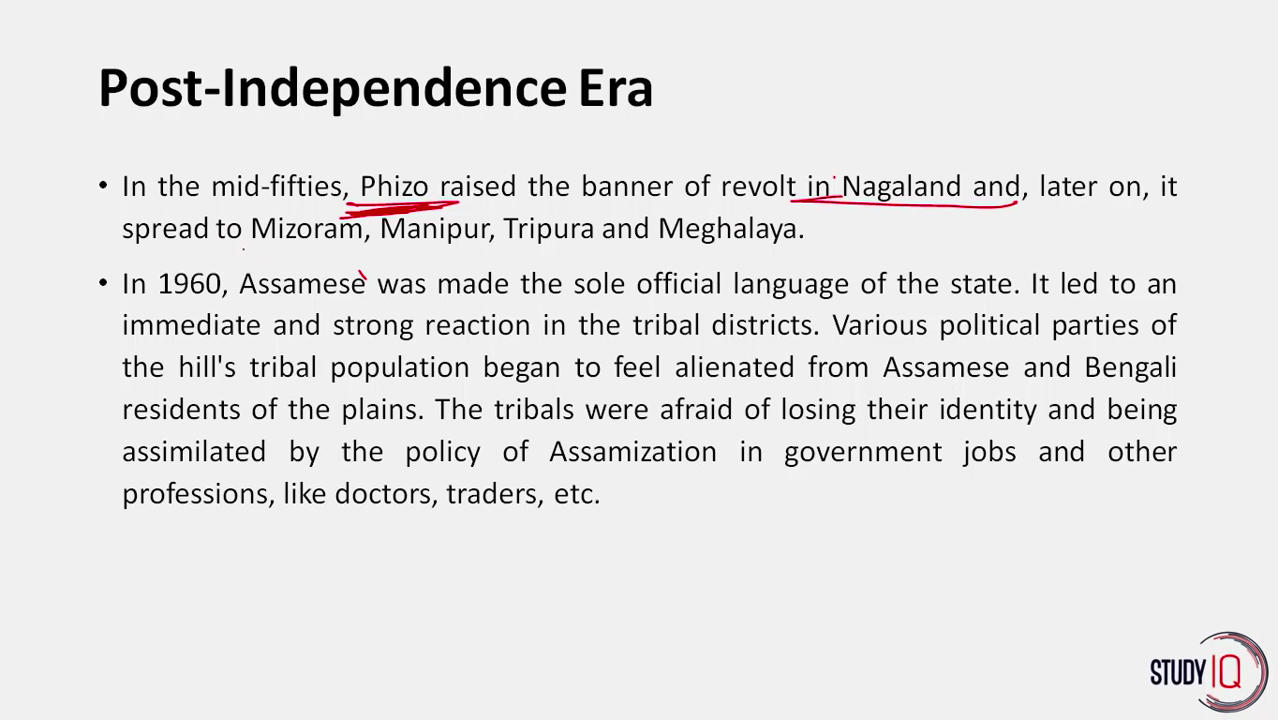 Post-Independence Era
• In the mid-fifties, Phizo raised the banner of revolt in Nagaland and, later on, it
spread to Mizoram, Manipur, Tripura and Meghalaya.
• In 1960, Assamese was made the sole official language of the state. It led to an
immediate and strong reaction in the tribal districts. Various political parties of
the hill's tribal population began to feel alienated from Assamese and Bengali
residents of the plains. The tribals were afraid of losing their identity and being
assimilated by the policy of Assamization in government jobs and other
professions, like doctors, traders, etc.
STUDY IQ